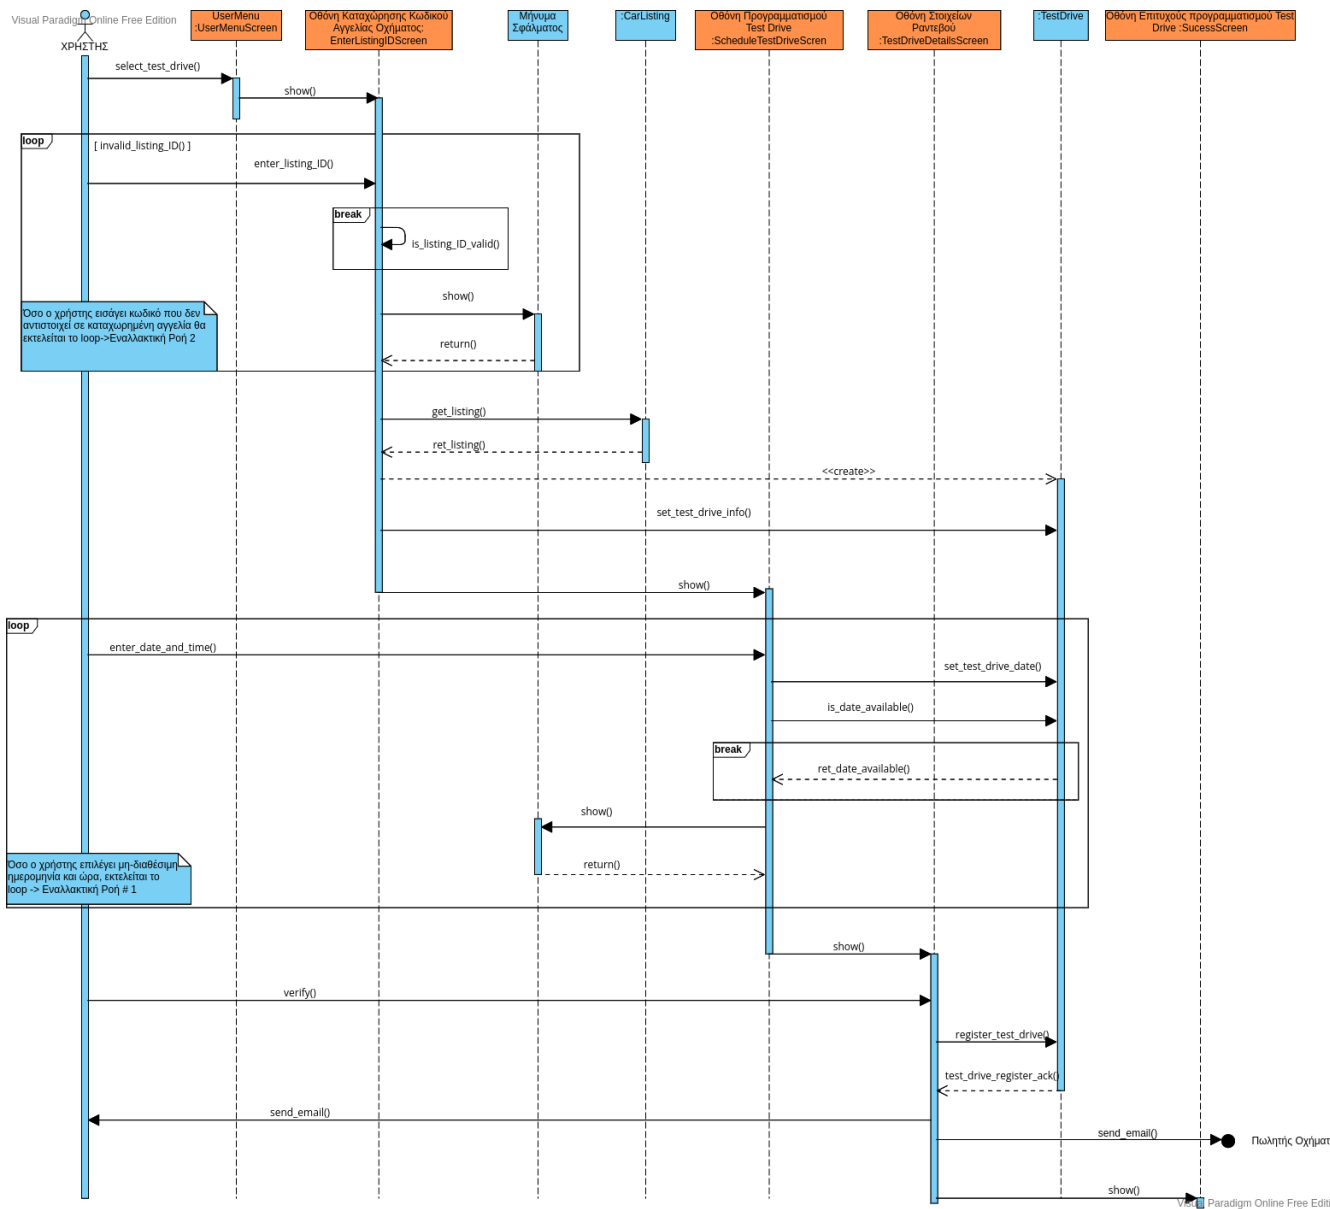 Visual Paradigm Online Free Edition
ΧΡΗΣΤΗΣ
UserMenu
:UserMenuScreen
Οθόνη Καταχώρησης Κωδικού
Αγγελίας Οχήματος:
EnterListingIDScreen
Μήνυμα
Σφάλματος
:CarListing
Οθόνη Προγραμματισμού
Test Drive
:ScheduleTestDriveScren
Οθόνη Στοιχείων
Ραντεβού
:TestDriveDetailsScreen
:TestDrive
Οθόνη Επιτυχούς προγραμματισμού Test
Drive :SucessScreen
select_test_drive()
show()
loop
[ invalid_listing_ID() ]
enter_listing_ID()
break
is_listing_ID_valid()
show()
Όσο ο χρήστης εισάγει κωδικό που δεν
αντιστοιχεί σε καταχωρημένη αγγελία θα
εκτελείται το loop->Εναλλακτική Ροή 2
return()
get_listing()
ret_listing()
<<create>>
set_test_drive_info()
show()
loop
enter_date_and_time()
set_test_drive_date()
is_date_available()
break
ret_date_available()
show()
Όσο ο χρήστης επιλέγει μη-διαθέσιμη
ημερομηνία και ώρα, εκτελείται το
loop -> Εναλλακτική Ροή # 1
return()
show()
verify()
register_test_drive()
test_drive_register_ack()
send_email()
send_email()
Πωλητής Οχήματ
show()
Visual Paradigm Online Free Editi